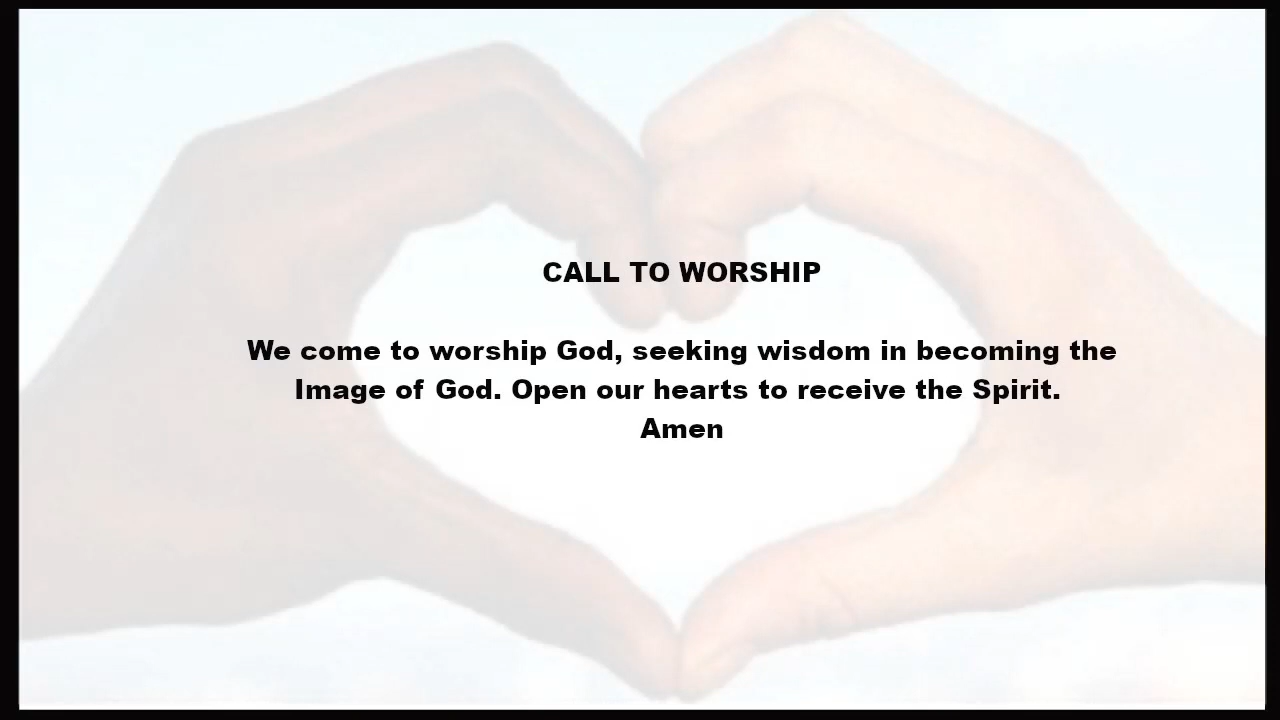 CALL TO WORSHIP
We come to worship God, seeking wisdom in becoming the
Image of God. Open our hearts to receive the Spirit.
Amen